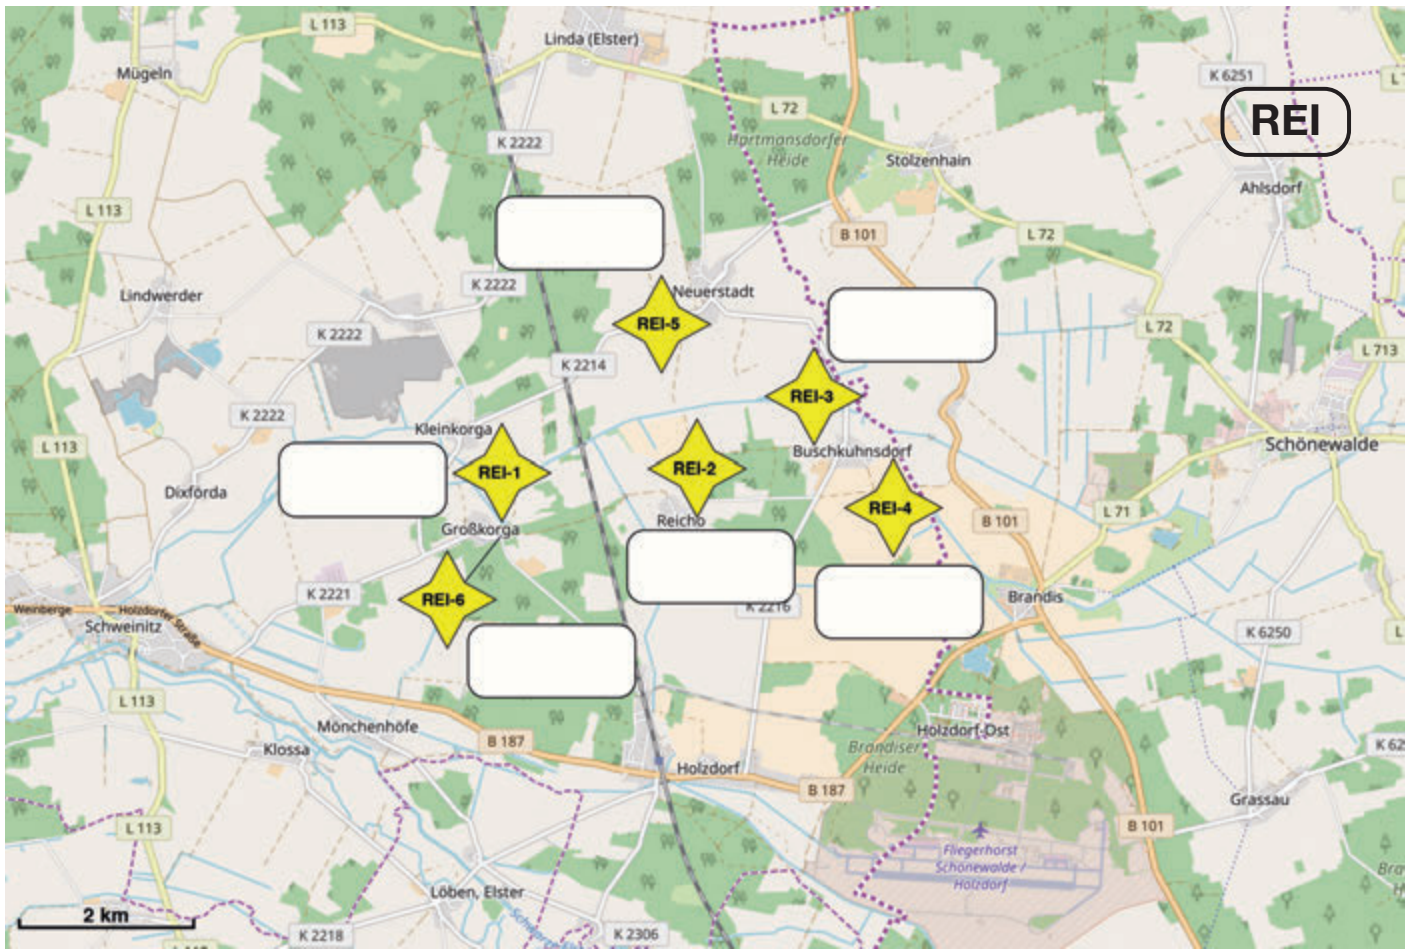 L 113
Linda (Elster)
Mügeln
K 6251
L 72
REI
K 2222
Hartmansdorfer
Heide
Stolzenhain
Ahlsdorf
L 113
B 101
L 72
K 2222
Lindwerder
Neuerstadt
REI-5
K 2222
L 72
L 713
K 2214
REI-3
K 2222
Kleinkorga
L 113
Schönewalde
Buschkuhnsdorf
REI-1
REI-2
Dixförda
REI-4
Großkorga
Reicho
B 101
L 71
K 2221
REI-6
Brandis
K 2216
Weinberge
Holzdorfer Straße
Schweinitz
K 6250
L 113
Mönchenhöfe
Klossa
B 187
Holzdorf-Ost
Brandiser
Heide
Holzdorf
B 187
Grassau
L 113
B 101
Fliegerhorst
Schönewalde /
Holzdorf
Löben, Elster
2 km
K 2218
K 2306